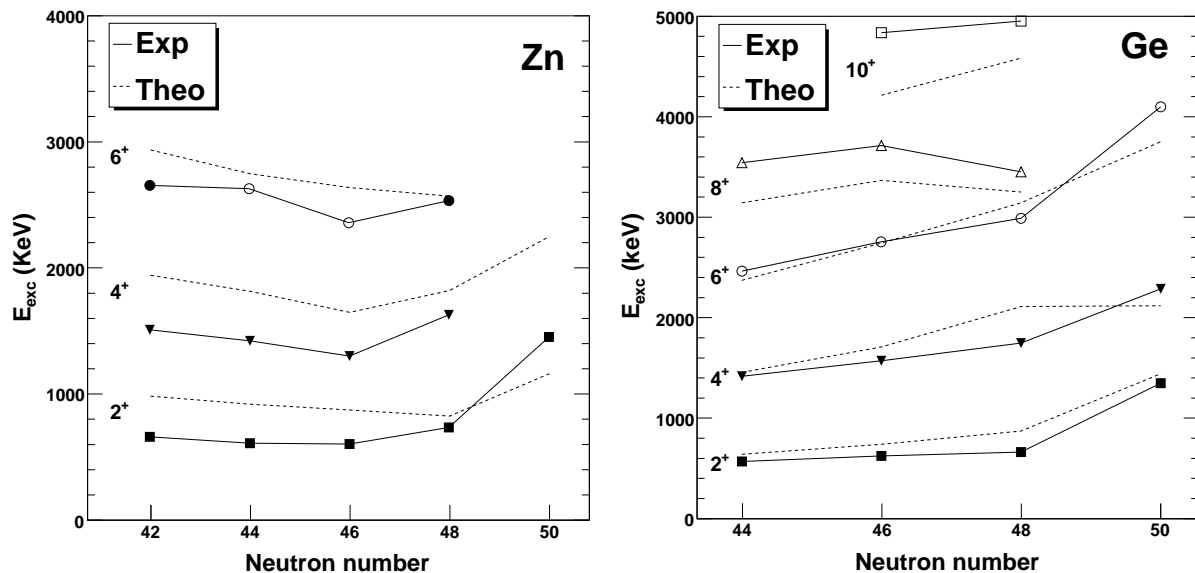 4000
3000
2000
1000
0
E_exc (KeV)
Exp
Theo
Zn
6+
4+
2+
42 44 46 48 50
Neutron number
5000
4000
3000
2000
1000
0
E_exc (keV)
Exp
Theo
Ge
10+
8+
6+
4+
2+
44 46 48 50
Neutron number